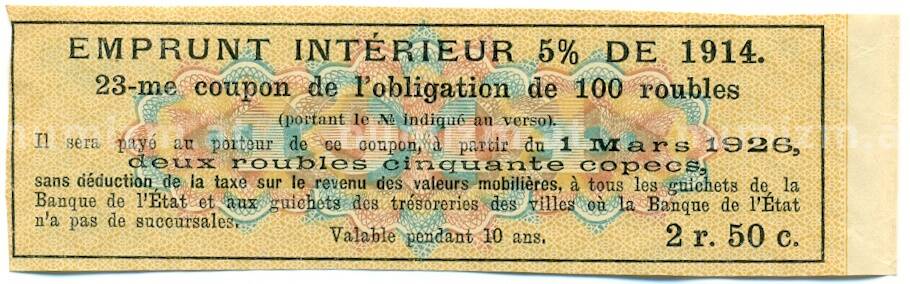 EMPRUNT INTÉRIEUR 5% DE 1914.
23-me coupon de l'obligation de 100 roubles
(portant le № indiqué au verso).
Il sera payé au porteur de ce coupon, à partir du 1 Mars 1926,
deux roubles cinquante copecs,
sans déduction de la taxe sur le revenu des valeurs mobilières, à tous les guichets de la
Banque de l'État et aux guichets des trésoreries des villes où la Banque de l'État
n'a pas de succursales.
Valable pendant 10 ans.
2 r. 50 c.